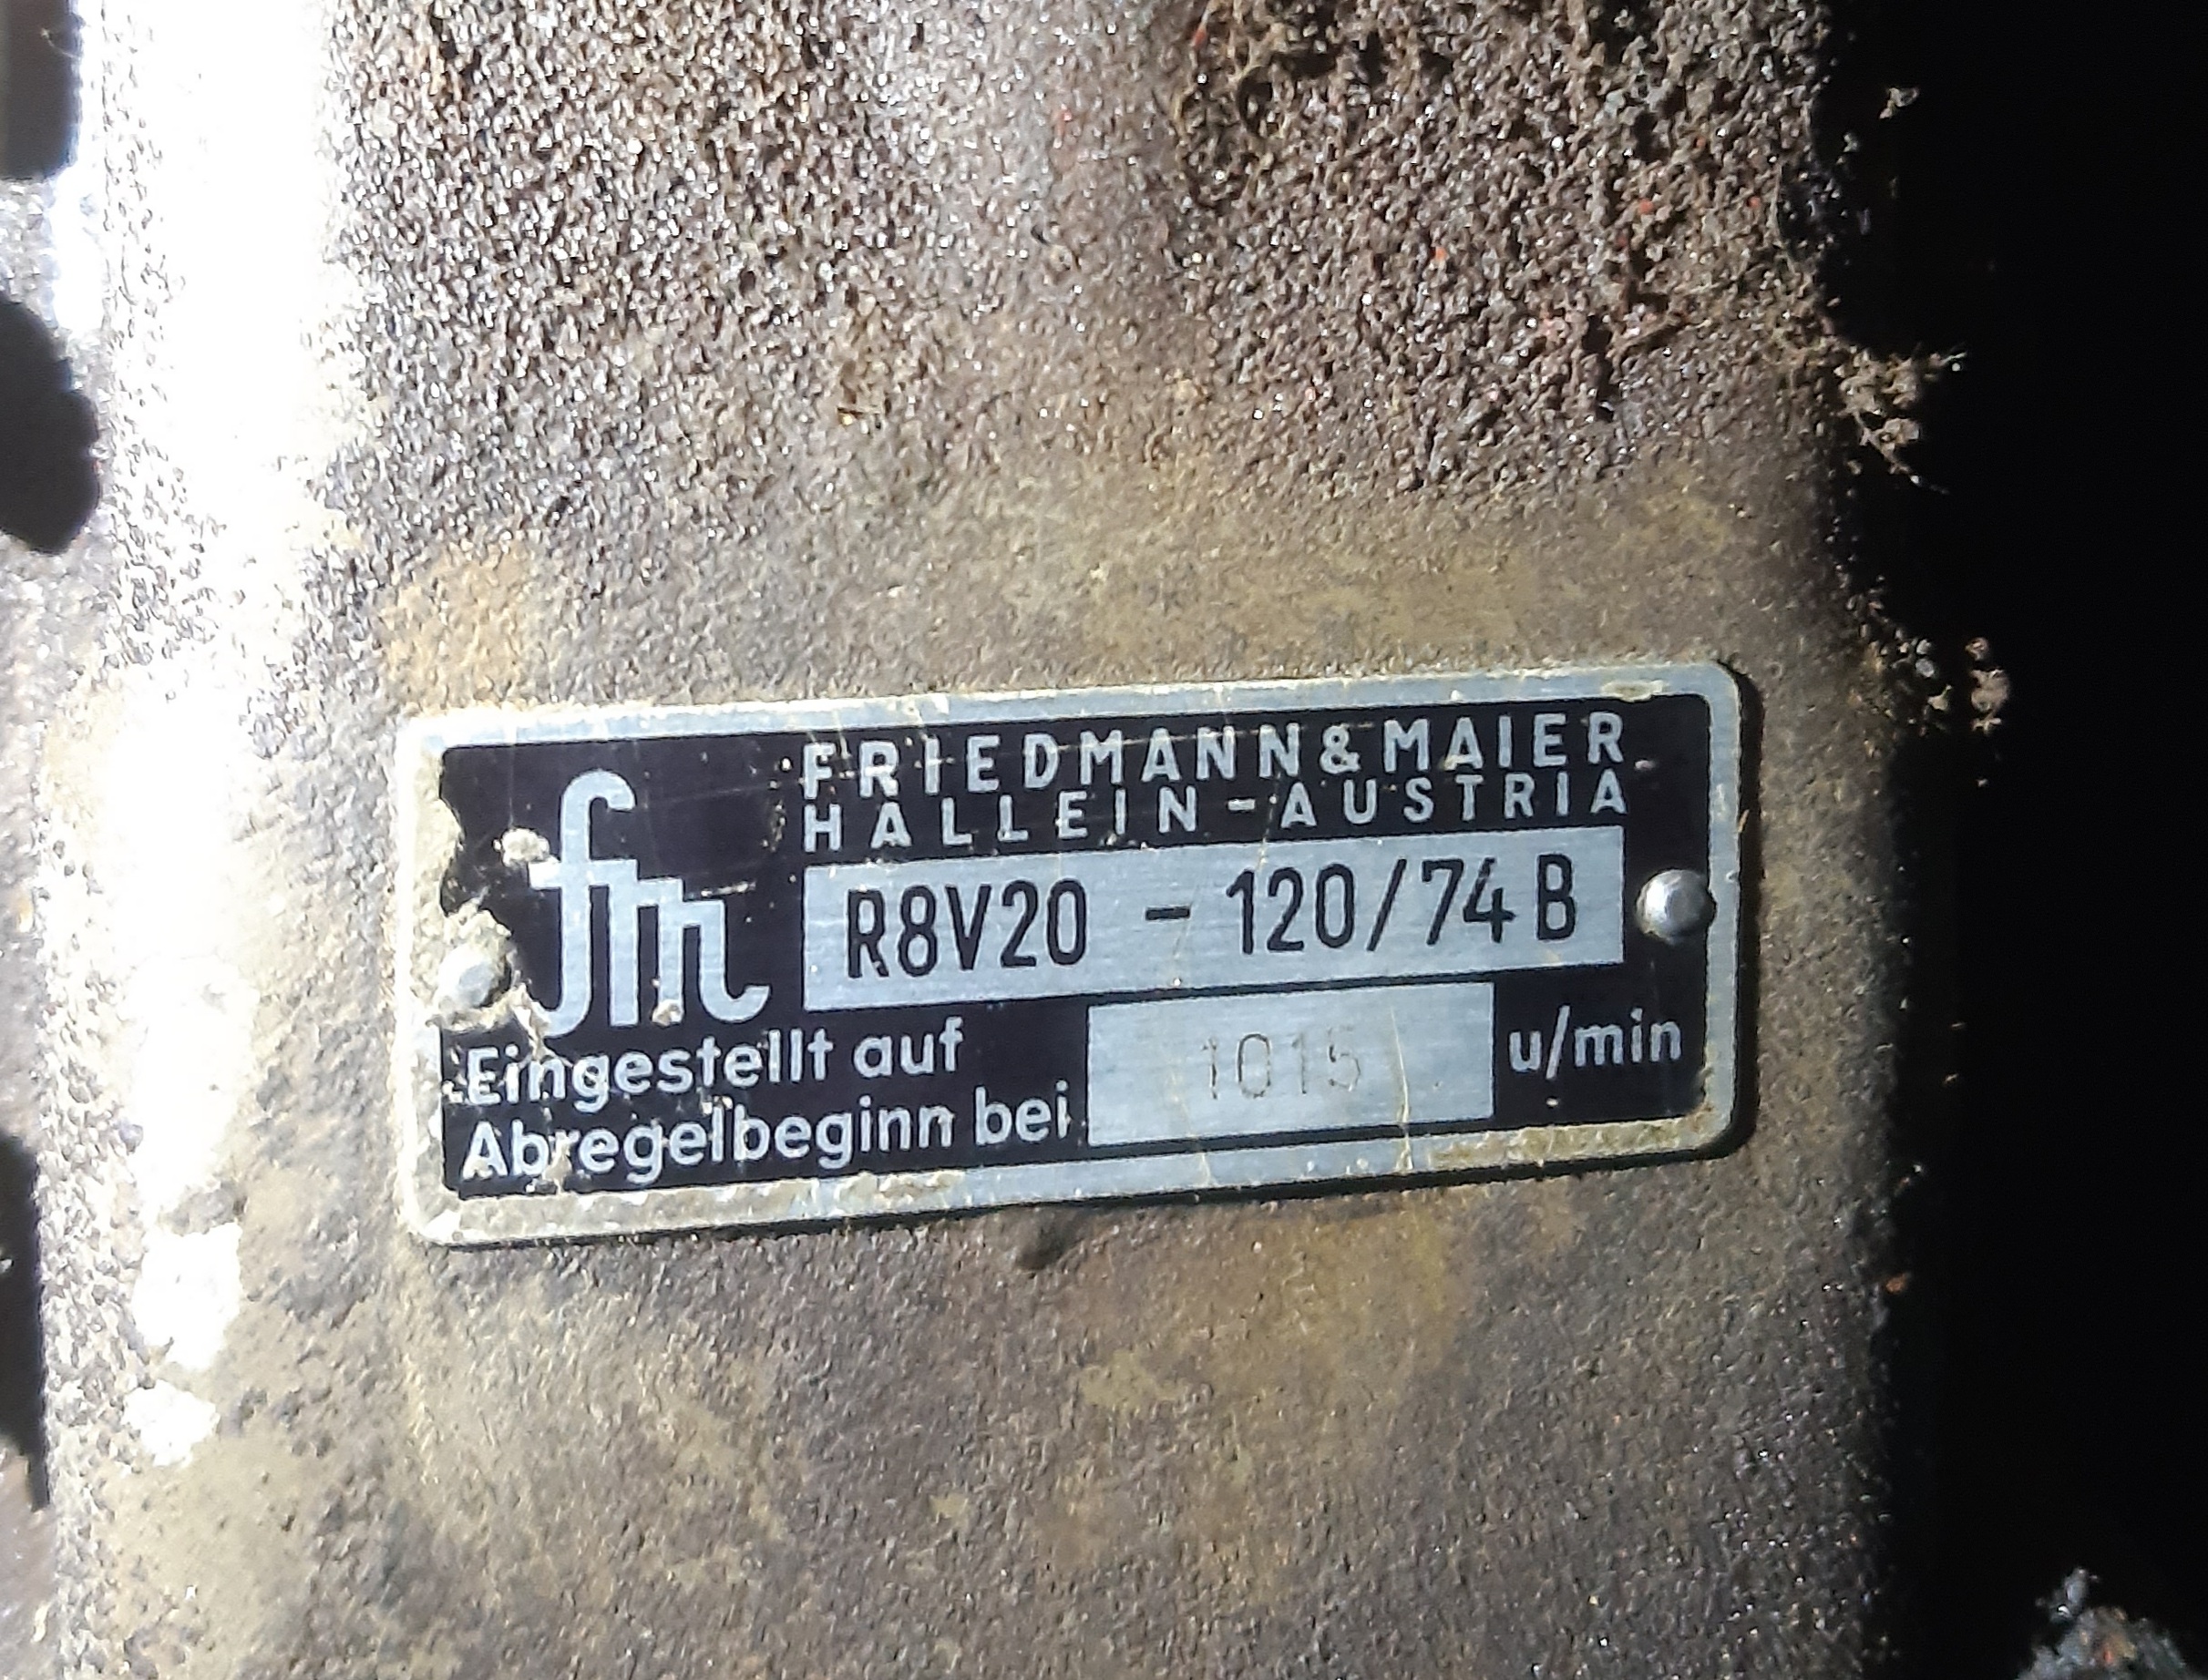 fm
FRIEDMANN & MAIER
HALLEIN - AUSTRIA
R8V20 - 120/74 B
Eingestellt auf
Abregelbeginn bei 1015 u/min